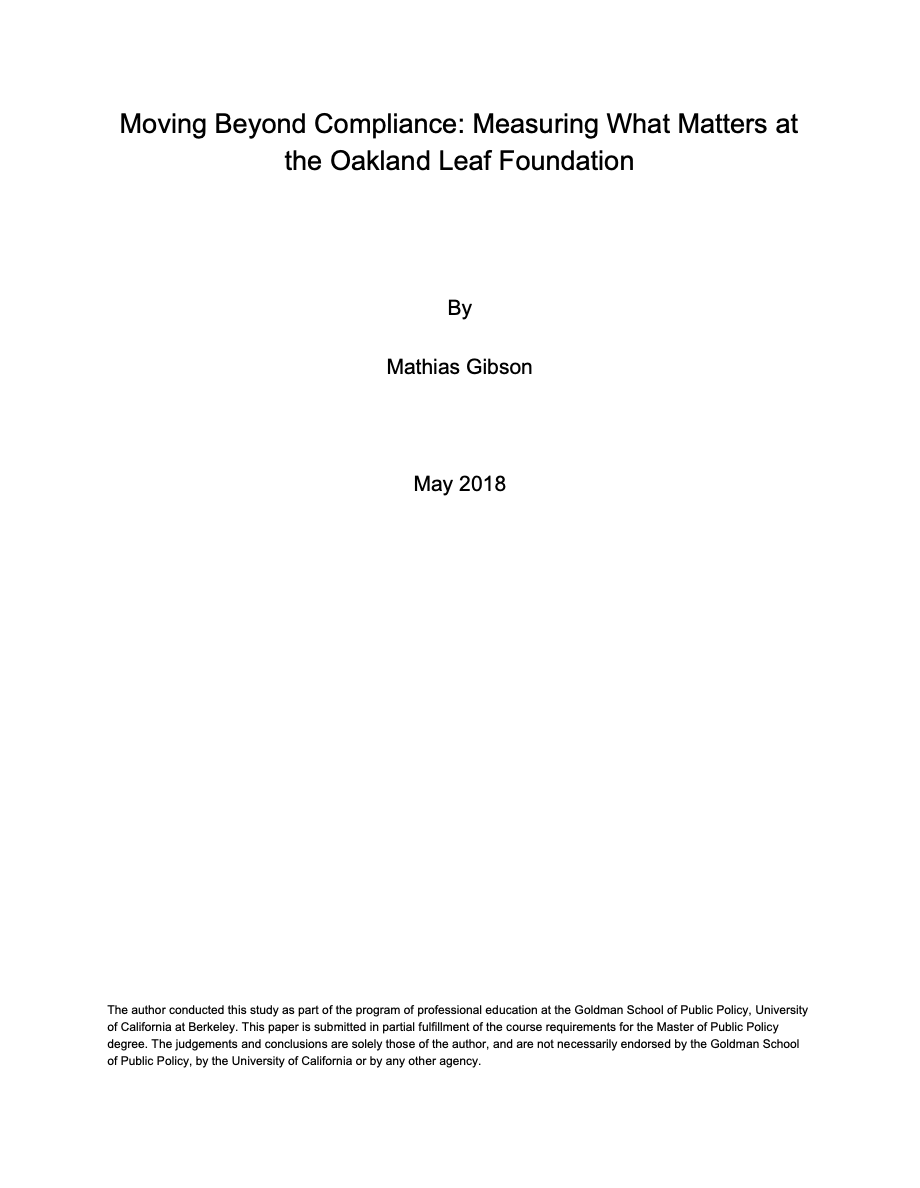 Moving Beyond Compliance: Measuring What Matters at
the Oakland Leaf Foundation
By
Mathias Gibson
May 2018
The author conducted this study as part of the program of professional education at the Goldman School of Public Policy, University
of California at Berkeley. This paper is submitted in partial fulfillment of the course requirements for the Master of Public Policy
degree. The judgements and conclusions are solely those of the author, and are not necessarily endorsed by the Goldman School
of Public Policy, by the University of California or by any other agency.